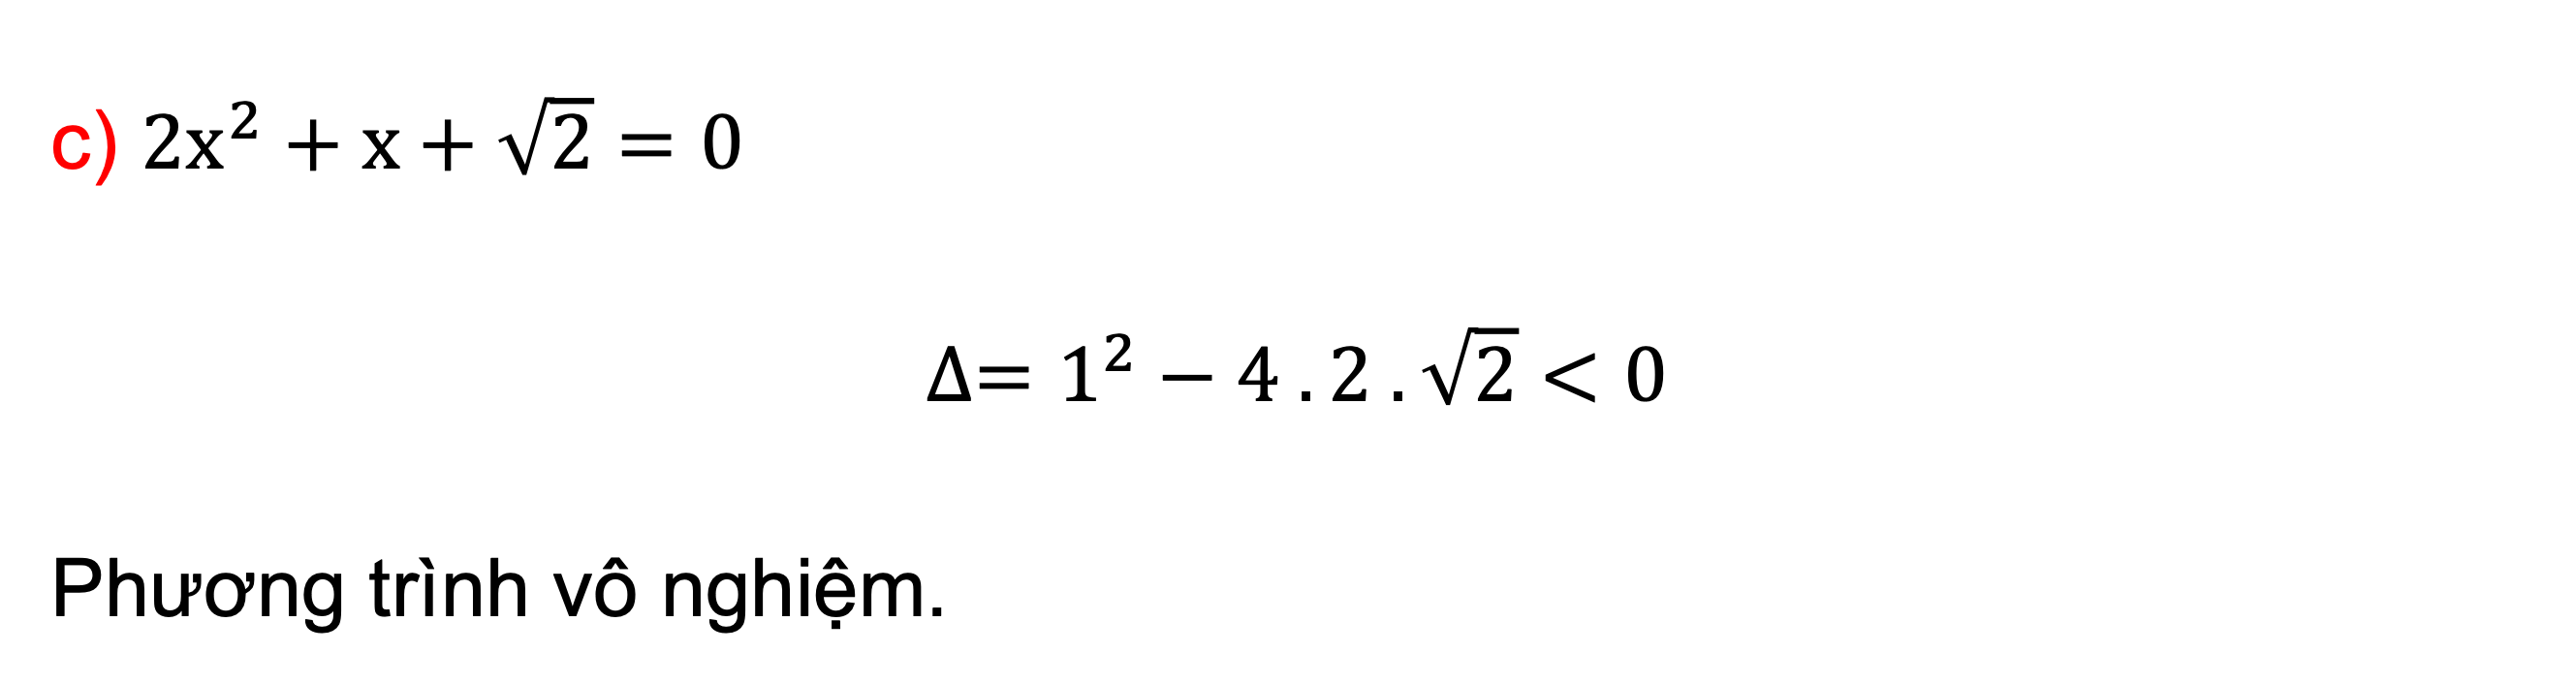 c) 2x² + x + √2 = 0
Δ= 1² − 4 . 2 . √2 < 0
Phương trình vô nghiệm.